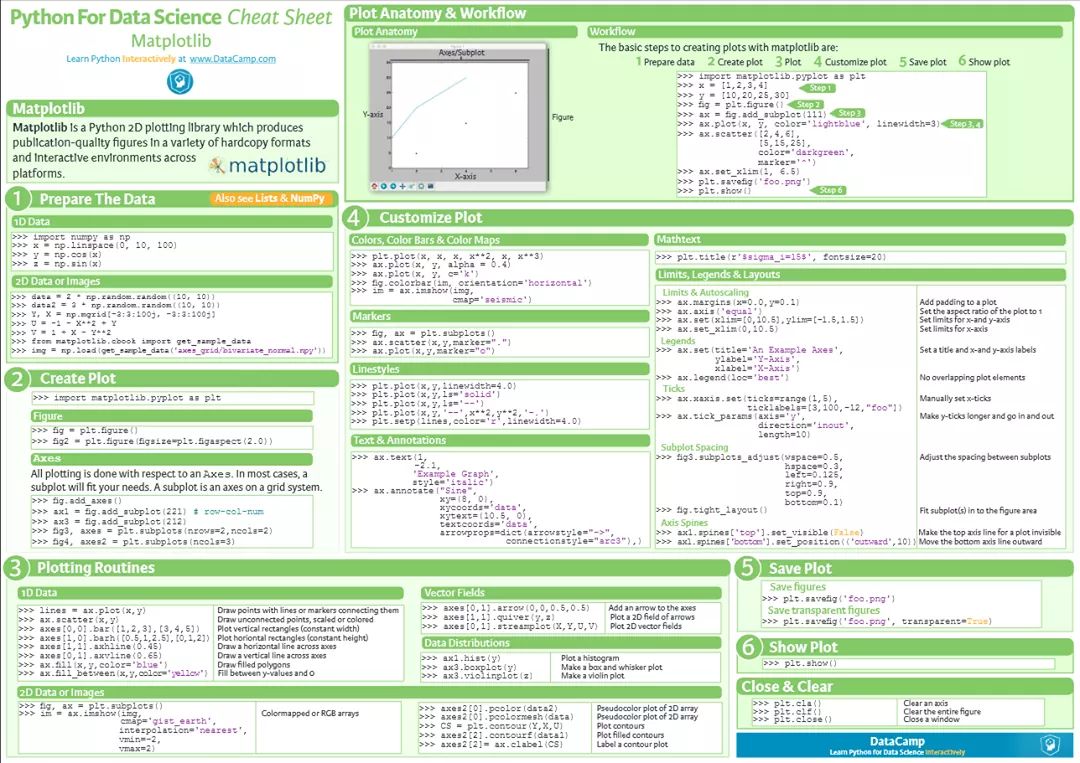 Python For Data Science Cheat Sheet
Matplotlib
Learn Python Interactively at www.DataCamp.com
Matplotlib
Matplotlib is a Python 2D plotting library which produces
publication-quality figures in a variety of hardcopy formats
and interactive environments across
platforms.
matplotlib
1 Prepare The Data
Also see Lists & NumPy
1D Data
>>> import numpy as np
>>> x = np.linspace(0, 10, 100)
>>> y = np.cos(x)
>>> z = np.sin(x)
2D Data or Images
>>> data = 2 * np.random.random((10, 10))
>>> data2 = 3 * np.random.random((10, 10))
>>> Y, X = np.mgrid[-3:3:100j, -3:3:100j]
>>> U = -1 - X**2 + Y
>>> V = 1 + X - Y**2
>>> from matplotlib.cbook import get_sample_data
>>> img = np.load(get_sample_data('axes_grid/bivariate_normal.npy'))
2 Create Plot
>>> import matplotlib.pyplot as plt
Figure
>>> fig = plt.figure()
>>> fig2 = plt.figure(figsize=plt.figaspect(2.0))
Axes
All plotting is done with respect to an Axes. In most cases, a
subplot will fit your needs. A subplot is an axes on a grid system.
>>> fig.add_axes()
>>> ax1 = fig.add_subplot(221) # row-col-num
>>> ax3 = fig.add_subplot(212)
>>> fig3, axes = plt.subplots(nrows=2,ncols=2)
>>> fig4, axes2 = plt.subplots(ncols=3)
Plot Anatomy & Workflow
Plot Anatomy
Axes/Subplot
Y-axis
Figure
X-axis
Workflow
The basic steps to creating plots with matplotlib are:
1 Prepare data 2 Create plot 3 Plot 4 Customize plot 5 Save plot 6 Show plot
>>> import matplotlib.pyplot as plt
>>> x = [1,2,3,4] Step 1
>>> y = [10,20,25,30]
>>> fig = plt.figure() Step 2
>>> ax = fig.add_subplot(111) Step 3
>>> ax.plot(x, y, color='lightblue', linewidth=3) Step 3, 4
>>> ax.scatter([2,4,6],
[5,15,25],
color='darkgreen',
marker='^')
>>> ax.set_xlim(1, 6.5)
>>> plt.savefig('foo.png')
>>> plt.show() Step 6
4 Customize Plot
Colors, Color Bars & Color Maps
>>> plt.plot(x, x, x, x**2, x, x**3)
>>> ax.plot(x, y, alpha = 0.4)
>>> ax.plot(x, y, c='k')
>>> fig.colorbar(im, orientation='horizontal')
>>> im = ax.imshow(img,
cmap='seismic')
Markers
>>> fig, ax = plt.subplots()
>>> ax.scatter(x,y,marker=".")
>>> ax.plot(x,y,marker="o")
Linestyles
>>> plt.plot(x,y,linewidth=4.0)
>>> plt.plot(x,y,ls='solid')
>>> plt.plot(x,y,ls='--')
>>> plt.plot(x,y,'--',x**2,y**2,'-.')
>>> plt.setp(lines,color='r',linewidth=4.0)
Text & Annotations
>>> ax.text(1,
-2.1,
'Example Graph',
style='italic')
>>> ax.annotate("Sine",
xy=(8, 0),
xycoords='data',
xytext=(10.5, 0),
textcoords='data',
arrowprops=dict(arrowstyle="->",
connectionstyle="arc3"),)
Mathtext
>>> plt.title(r'$sigma_i=15$', fontsize=20)
Limits, Legends & Layouts
Limits & Autoscaling
>>> ax.margins(x=0.0,y=0.1) Add padding to a plot
>>> ax.axis('equal') Set the aspect ratio of the plot to 1
>>> ax.set(xlim=[0,10.5],ylim=[-1.5,1.5]) Set limits for x-and y-axis
>>> ax.set_xlim(0,10.5) Set limits for x-axis
Legends
>>> ax.set(title='An Example Axes', Set a title and x-and y-axis labels
ylabel='Y-Axis',
xlabel='X-Axis')
>>> ax.legend(loc='best') No overlapping plot elements
Ticks
>>> ax.xaxis.set(ticks=range(1,5), Manually set x-ticks
ticklabels=[3,100,-12,"foo"])
>>> ax.tick_params(axis='y', Make y-ticks longer and go in and out
direction='inout',
length=10)
Subplot Spacing
>>> fig3.subplots_adjust(wspace=0.5, Adjust the spacing between subplots
hspace=0.3,
left=0.125,
right=0.9,
top=0.9,
bottom=0.1)
>>> fig.tight_layout() Fit subplot(s) in to the figure area
Axis Spines
>>> ax1.spines['top'].set_visible(False) Make the top axis line for a plot invisible
>>> ax1.spines['bottom'].set_position(('outward',10)) Move the bottom axis line outward
3 Plotting Routines
1D Data
>>> lines = ax.plot(x,y) Draw points with lines or markers connecting them
>>> ax.scatter(x,y) Draw unconnected points, scaled or colored
>>> axes[0,0].bar([1,2,3],[3,4,5]) Plot vertical rectangles (constant width)
>>> axes[1,0].barh([0.5,1,2.5],[0,1,2]) Plot horiontal rectangles (constant height)
>>> axes[1,1].axhline(0.45) Draw a horizontal line across axes
>>> axes[0,1].axvline(0.65) Draw a vertical line across axes
>>> ax.fill(x,y,color='blue') Draw filled polygons
>>> ax.fill_between(x,y,color='yellow') Fill between y-values and 0
2D Data or Images
>>> fig, ax = plt.subplots()
>>> im = ax.imshow(img, Colormapped or RGB arrays
cmap='gist_earth',
interpolation='nearest',
vmin=-2,
vmax=2)
Vector Fields
>>> axes[0,1].arrow(0,0,0.5,0.5) Add an arrow to the axes
>>> axes[1,1].quiver(y,z) Plot a 2D field of arrows
>>> axes[0,1].streamplot(X,Y,U,V) Plot 2D vector fields
Data Distributions
>>> ax1.hist(y) Plot a histogram
>>> ax3.boxplot(y) Make a box and whisker plot
>>> ax3.violinplot(z) Make a violin plot
>>> axes2[0].pcolor(data2) Pseudocolor plot of 2D array
>>> axes2[0].pcolormesh(data) Pseudocolor plot of 2D array
>>> CS = plt.contour(Y,X,U) Plot contours
>>> axes2[2].contourf(data1) Plot filled contours
>>> axes2[2]= ax.clabel(CS) Label a contour plot
5 Save Plot
Save figures
>>> plt.savefig('foo.png')
Save transparent figures
>>> plt.savefig('foo.png', transparent=True)
6 Show Plot
>>> plt.show()
Close & Clear
>>> plt.cla() Clear an axis
>>> plt.clf() Clear the entire figure
>>> plt.close() Close a window
DataCamp
Learn Python for Data Science Interactively